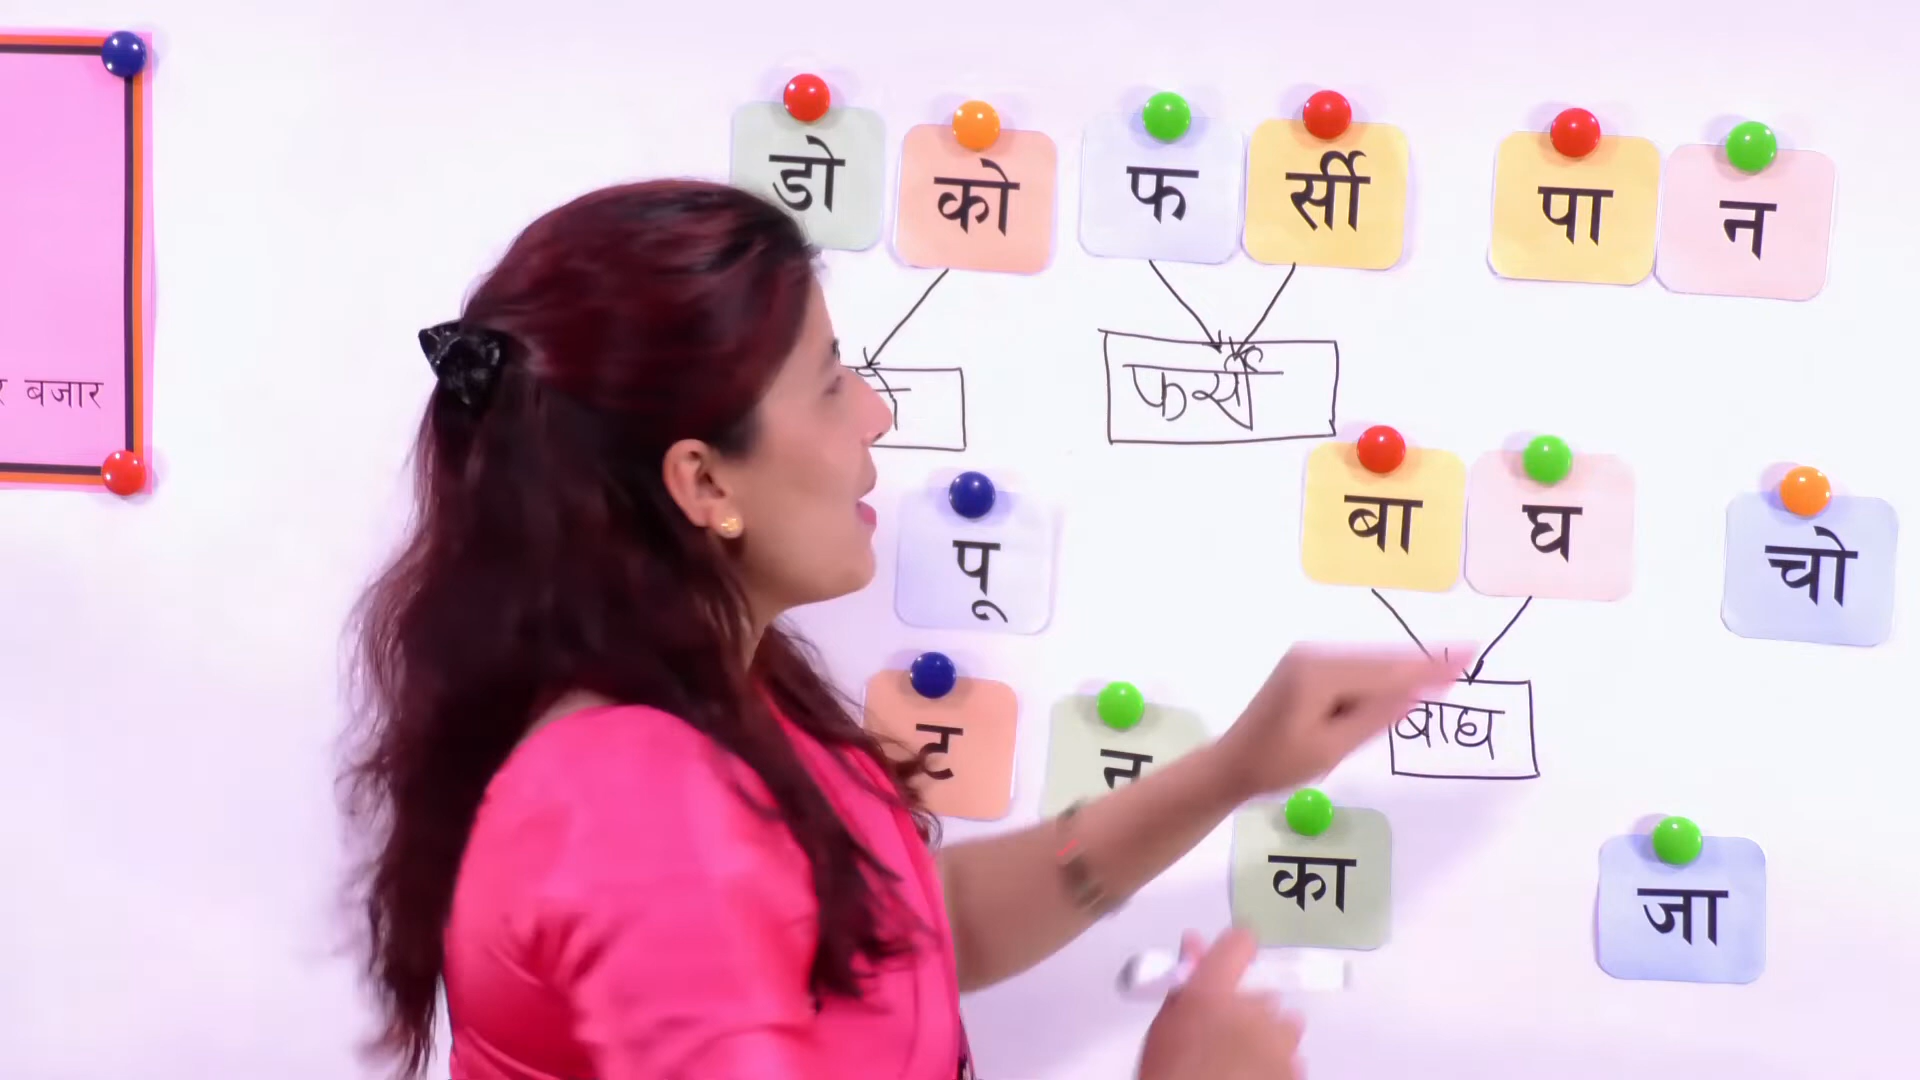 डो को फ र्सी पा न
बजार
फर्सी
पू बा घ चो
ट न
बाघ
का जा